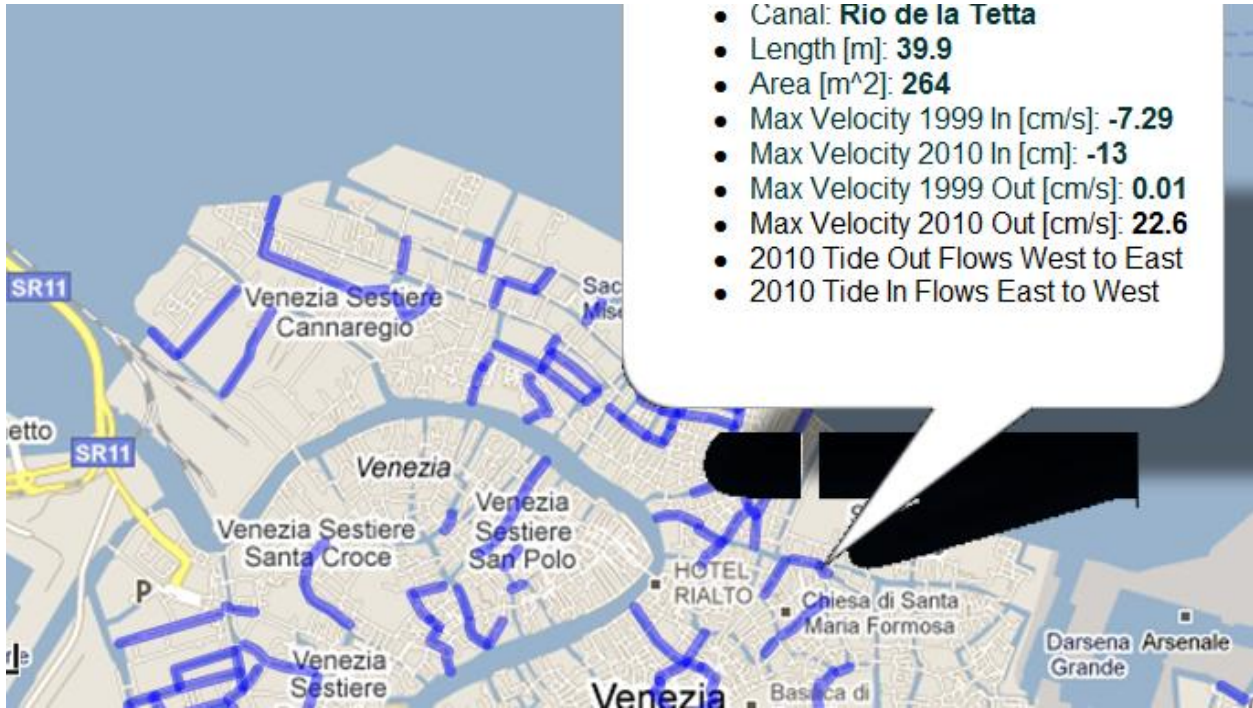 • Canal: Rio de la Tetta
• Length [m]: 39.9
• Area [m^2]: 264
• Max Velocity 1999 In [cm/s]: -7.29
• Max Velocity 2010 In [cm]: -13
• Max Velocity 1999 Out [cm/s]: 0.01
• Max Velocity 2010 Out [cm/s]: 22.6
• 2010 Tide Out Flows West to East
• 2010 Tide In Flows East to West
SR11
Venezia Sestiere
Cannaregio
Sac
Mise
etto
SR11
Venezia
Venezia
Sestiere
San Polo
Venezia Sestiere
Santa Croce
P
HOTEL
RIALTO
Chiesa di Santa
Maria Formosa
Darsena
Grande
Arsenale
Venezia
Sestiere
Venezia
Basilica di